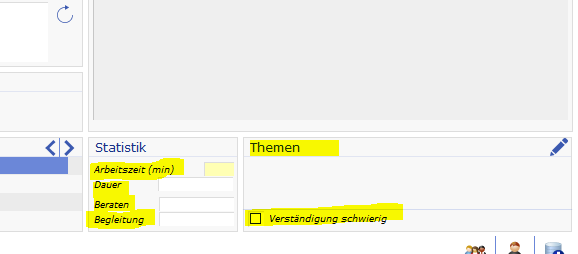 Statistik
Arbeitszeit (min)
Dauer
Beraten
Begleitung
Themen
Verständigung schwierig